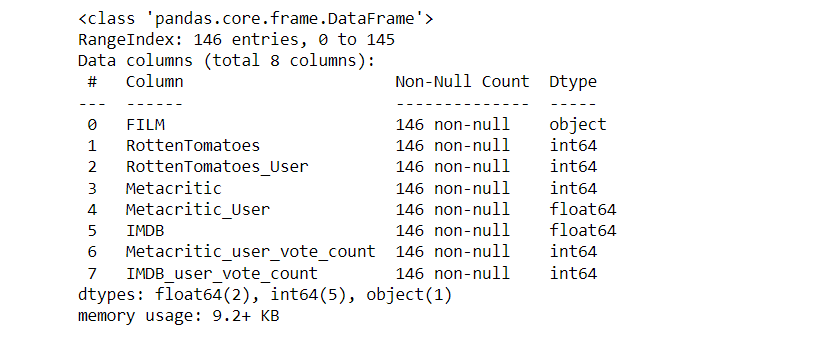 <class 'pandas.core.frame.DataFrame'>
RangeIndex: 146 entries, 0 to 145
Data columns (total 8 columns):
 #   Column                      Non-Null Count  Dtype
---  ------                      --------------  -----
 0   FILM                        146 non-null    object
 1   RottenTomatoes              146 non-null    int64
 2   RottenTomatoes_User         146 non-null    int64
 3   Metacritic                  146 non-null    int64
 4   Metacritic_User             146 non-null    float64
 5   IMDB                        146 non-null    float64
 6   Metacritic_user_vote_count  146 non-null    int64
 7   IMDB_user_vote_count        146 non-null    int64
dtypes: float64(2), int64(5), object(1)
memory usage: 9.2+ KB